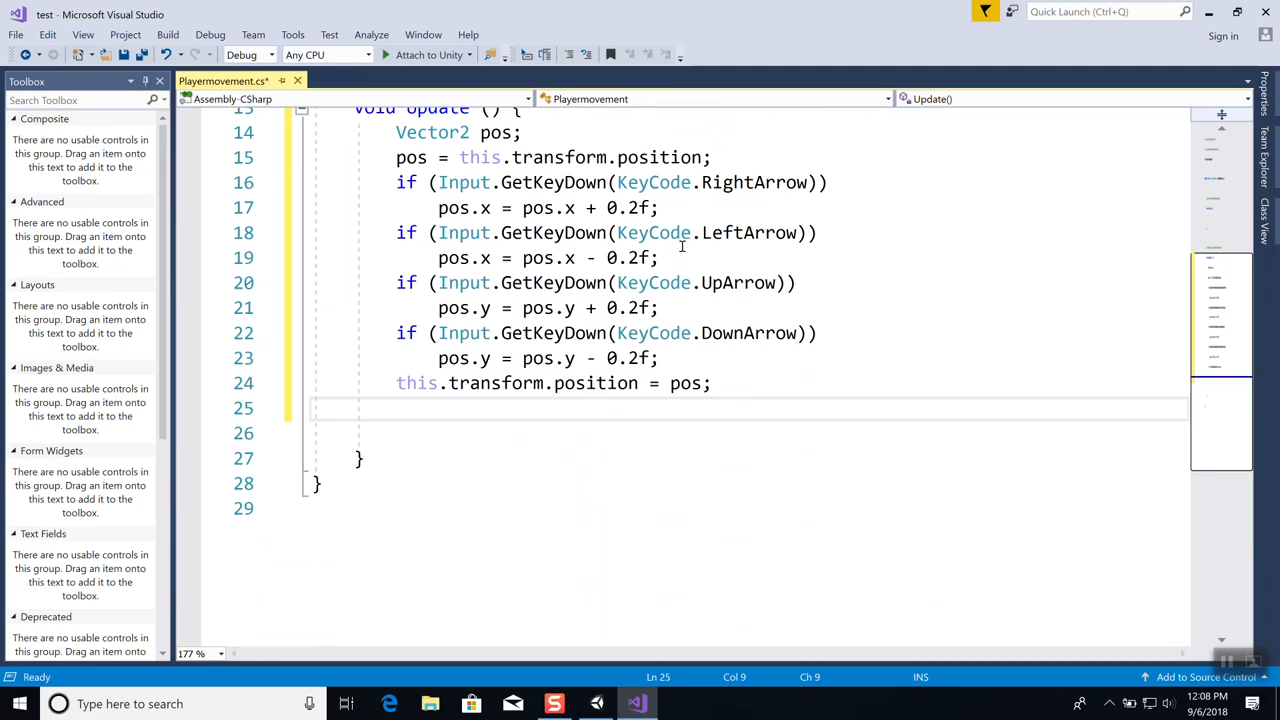 test - Microsoft Visual Studio
Quick Launch (Ctrl+Q)
File Edit View Project Build Debug Team Tools Test Analyze Window Help
Sign in
Debug Any CPU Attach to Unity
Toolbox
Playermovement.cs*
Search Toolbox
Assembly-CSharp
Playermovement
Update()
Composite
There are no usable controls in
this group. Drag an item onto
this text to add it to the
toolbox.
Advanced
There are no usable controls in
this group. Drag an item onto
this text to add it to the
toolbox.
Layouts
There are no usable controls in
this group. Drag an item onto
this text to add it to the
toolbox.
Images & Media
There are no usable controls in
this group. Drag an item onto
this text to add it to the
toolbox.
Form Widgets
There are no usable controls in
this group. Drag an item onto
this text to add it to the
toolbox.
Text Fields
There are no usable controls in
this group. Drag an item onto
this text to add it to the
toolbox.
Deprecated
There are no usable controls in
this group. Drag an item onto
13 void Update () {
14 Vector2 pos;
15 pos = this.transform.position;
16 if (Input.GetKeyDown(KeyCode.RightArrow))
17 pos.x = pos.x + 0.2f;
18 if (Input.GetKeyDown(KeyCode.LeftArrow))
19 pos.x = pos.x - 0.2f;
20 if (Input.GetKeyDown(KeyCode.UpArrow))
21 pos.y = pos.y + 0.2f;
22 if (Input.GetKeyDown(KeyCode.DownArrow))
23 pos.y = pos.y - 0.2f;
24 this.transform.position = pos;
25
26
27 }
28 }
29
Properties
Team Explorer
Class View
177 %
Ready
Ln 25 Col 9 Ch 9 INS
Add to Source Control
Type here to search
12:08 PM
9/6/2018